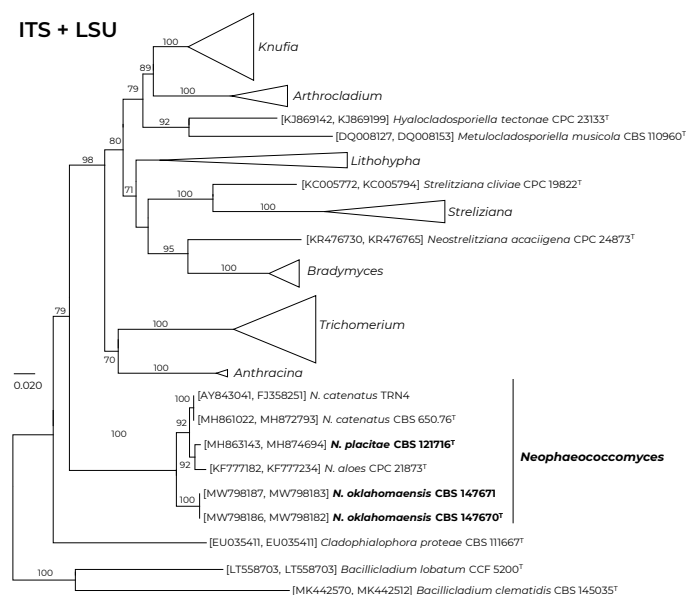 ITS + LSU
100
Knufia
89
100
Arthrocladium
79
92
[KJ869142, KJ869199] Hyalocladosporiella tectonae CPC 23133ᵀ
80
[DQ008127, DQ008153] Metulocladosporiella musicola CBS 110960ᵀ
98
Lithohypha
71
100
[KC005772, KC005794] Strelitziana cliviae CPC 19822ᵀ
100
Streliziana
95
[KR476730, KR476765] Neostrelitziana acaciigena CPC 24873ᵀ
100
Bradymyces
79
100
Trichomerium
70
100
Anthracina
0.020
100
[AY843041, FJ358251] N. catenatus TRN4
[MH861022, MH872793] N. catenatus CBS 650.76ᵀ
100
92
[MH863143, MH874694] N. placitae CBS 121716ᵀ
Neophaeococcomyces
92
[KF777182, KF777234] N. aloes CPC 21873ᵀ
100
[MW798187, MW798183] N. oklahomaensis CBS 147671
[MW798186, MW798182] N. oklahomaensis CBS 147670ᵀ
[EU035411, EU035411] Cladophialophora proteae CBS 111667ᵀ
100
[LT558703, LT558703] Bacillicladium lobatum CCF 5200ᵀ
[MK442570, MK442512] Bacillicladium clematidis CBS 145035ᵀ